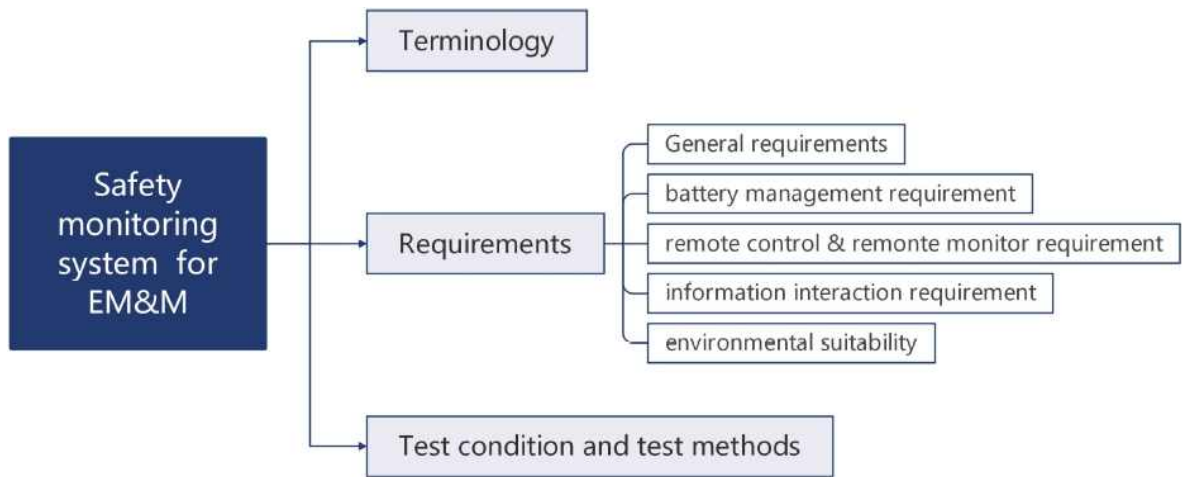 Terminology
Safety
monitoring
system for
EM&M
Requirements
General requirements
battery management requirement
remote control & remonte monitor requirement
information interaction requirement
environmental suitability
Test condition and test methods